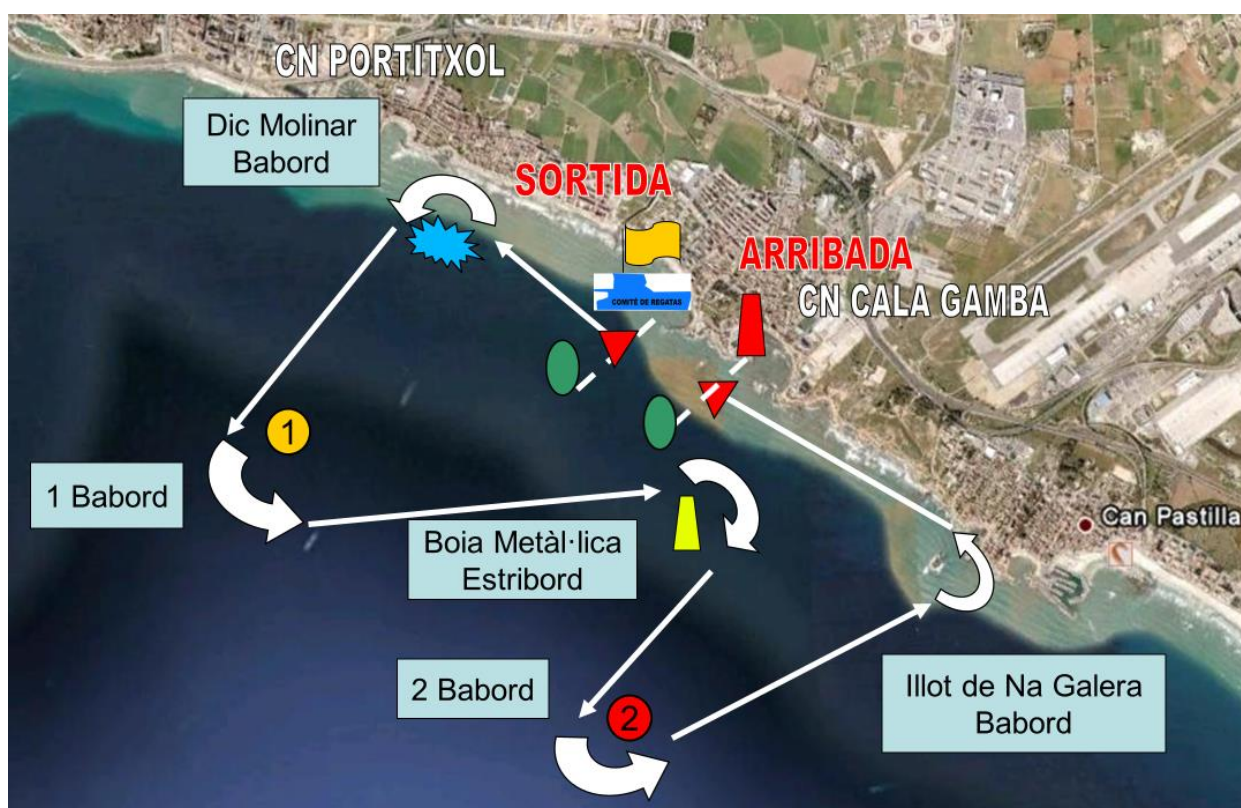 CN PORTITXOL
Dic Molinar
Babord
SORTIDA
COMITÉ DE REGATAS
ARRIBADA
CN CALA GAMBA
1
1 Babord
Boia Metàl·lica
Estribord
Can Pastilla
2 Babord
2
Illot de Na Galera
Babord